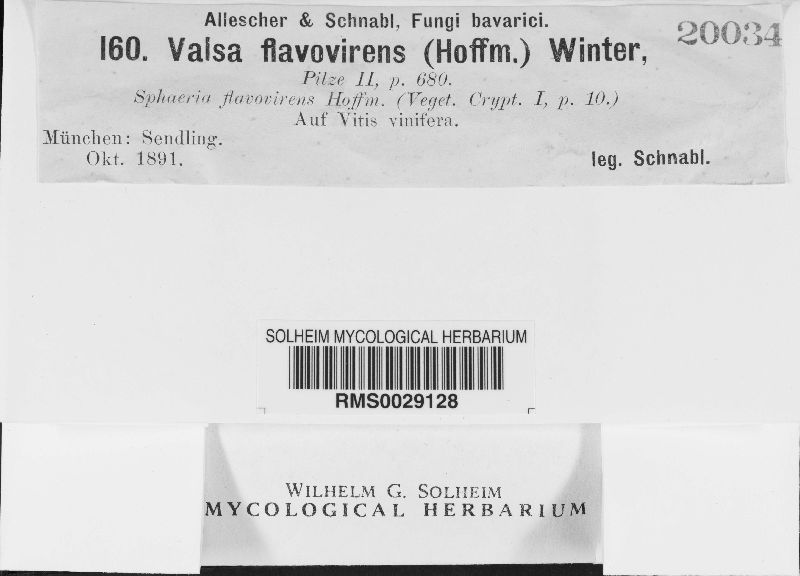 Allescher & Schnabl, Fungi bavarici.
20034
160. Valsa flavovirens (Hoffm.) Winter,
Pilze II, p. 680.
Sphaeria flavovirens Hoffm. (Veget. Crypt. I, p. 10.)
Auf Vitis vinifera.
München: Sendling.
Okt. 1891.
leg. Schnabl.
SOLHEIM MYCOLOGICAL HERBARIUM
RMS0029128
WILHELM G. SOLHEIM
MYCOLOGICAL HERBARIUM